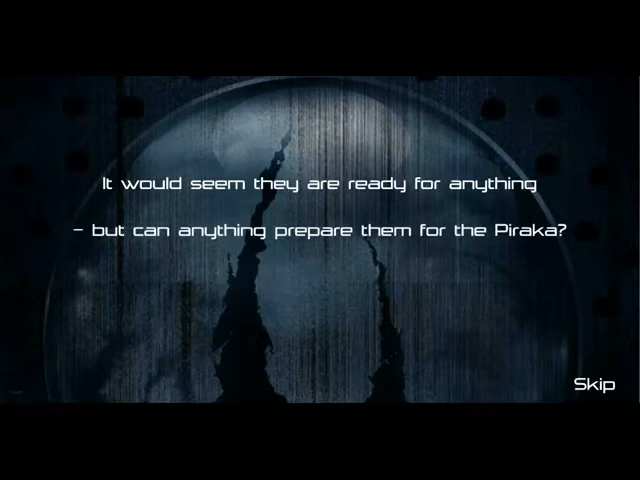 It would seem they are ready for anything
– but can anything prepare them for the Piraka?
Skip